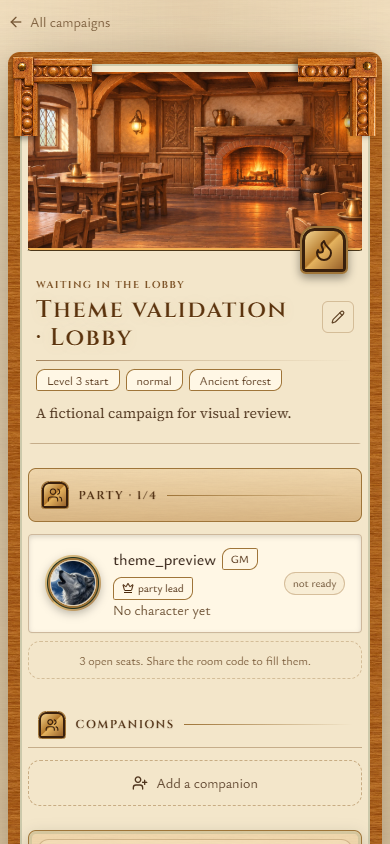 All campaigns
WAITING IN THE LOBBY
THEME VALIDATION
· LOBBY
Level 3 start
normal
Ancient forest
A fictional campaign for visual review.
PARTY · 1/4
theme_preview
GM
party lead
not ready
No character yet
3 open seats. Share the room code to fill them.
COMPANIONS
Add a companion